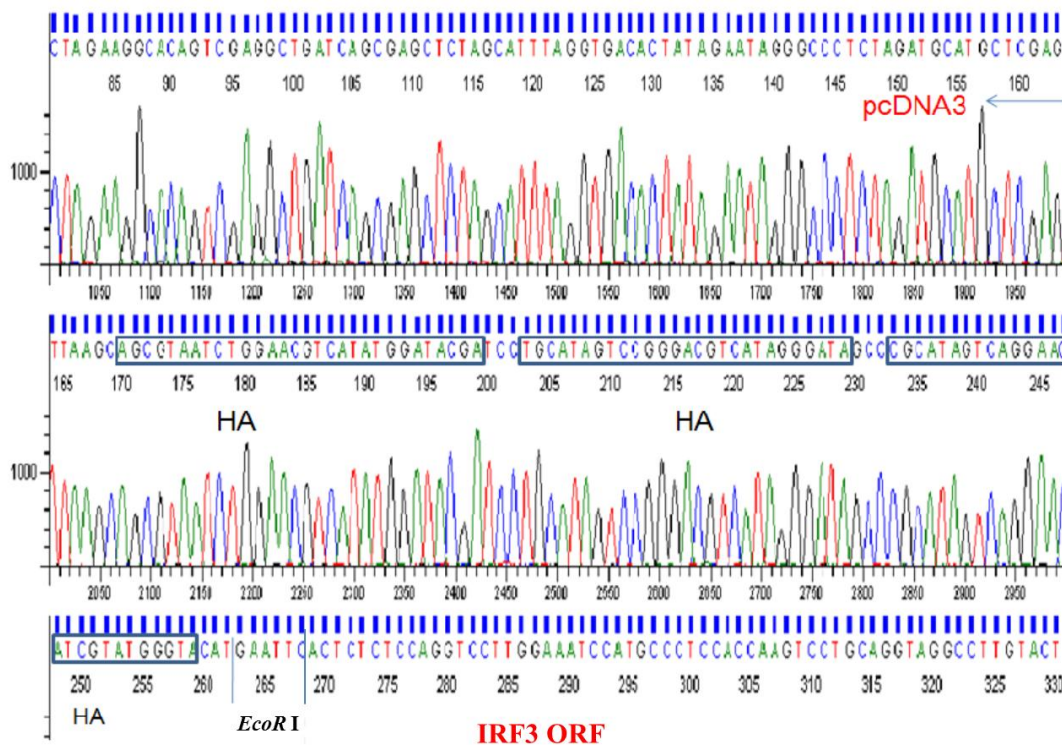 CTAGAAGGCACAGTCGAGGCTGATCAGCGAGCTCTAGCATTTAGGTGACACTATAGAATAGGGCCCTCTAGATGCATGCTCGAG
85 90 95 100 105 110 115 120 125 130 135 140 145 150 155 160
pcDNA3
1000
1050 1100 1150 1200 1250 1300 1350 1400 1450 1500 1550 1600 1650 1700 1750 1800 1850 1900 1950
TTAAGCAGCGTAATCTGGAACGTCATATGGATACGATCCTGCATAGTCCGGGACGTCATAGGGATAGCCCGCATAGTCAGGAAC
165 170 175 180 185 190 195 200 205 210 215 220 225 230 235 240 245
HA HA
1000
2050 2100 2150 2200 2250 2300 2350 2400 2450 2500 2550 2600 2650 2700 2750 2800 2850 2900 2950
ATCGTATGGGTACATGAATTCACTCTCTCCAGGTCCTTGGAAATCCATGCCCTCCACCAAGTCCTGCAGGTAGGCCTTGTACT
250 255 260 265 270 275 280 285 290 295 300 305 310 315 320 325 330
HA EcoR I IRF3 ORF